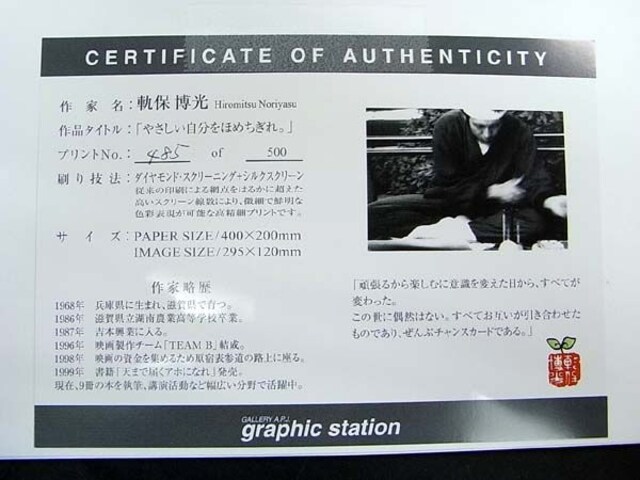 CERTIFICATE OF AUTHENTICITY
作家名：軌保博光 Hiromitsu Noriyasu
作品タイトル：「やさしい自分をほめちぎれ。」
プリントNo.： 485 of 500
刷り技法：ダイヤモンド・スクリーニング+シルクスクリーン
従来の印刷による網点をはるかに超えた
高いスクリーン線数により、微細で鮮明な
色彩表現が可能な高精細プリントです。
サイズ：PAPER SIZE/400×200mm
IMAGE SIZE/295×120mm
作家略歴
1968年 兵庫県に生まれ、滋賀県で育つ。
1986年 滋賀県立湖南農業高等学校卒業。
1987年 吉本興業に入る。
1996年 映画製作チーム「TEAM B」結成。
1998年 映画の資金を集めるため原宿表参道の路上に座る。
1999年 書籍「天まで届くアホになれ」発売。
現在、9冊の本を執筆、講演活動など幅広い分野で活躍中。
「頑張るから楽しむに意識を変えた日から、すべてが
変わった。
この世に偶然はない。すべてお互いが引き合わせた
ものであり、ぜんぶチャンスカードである。」
GALLERY A.P.J.
graphic station